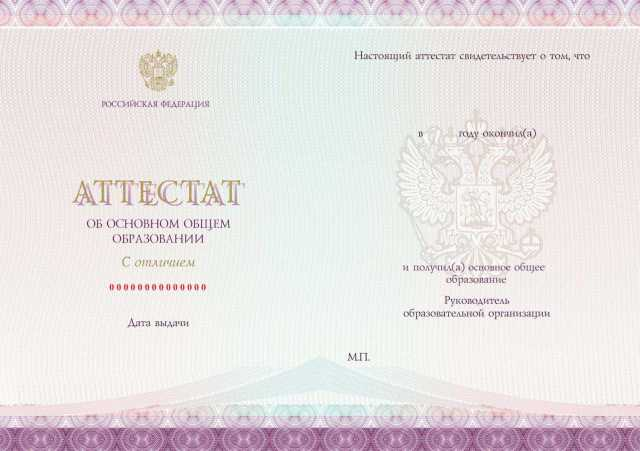 РОССИЙСКАЯ ФЕДЕРАЦИЯ
АТТЕСТАТ
ОБ ОСНОВНОМ ОБЩЕМ
ОБРАЗОВАНИИ
С отличием
00000000000000
Дата выдачи
Настоящий аттестат свидетельствует о том, что
в году окончил(а)
и получил(а) основное общее
образование
Руководитель
образовательной организации
М.П.